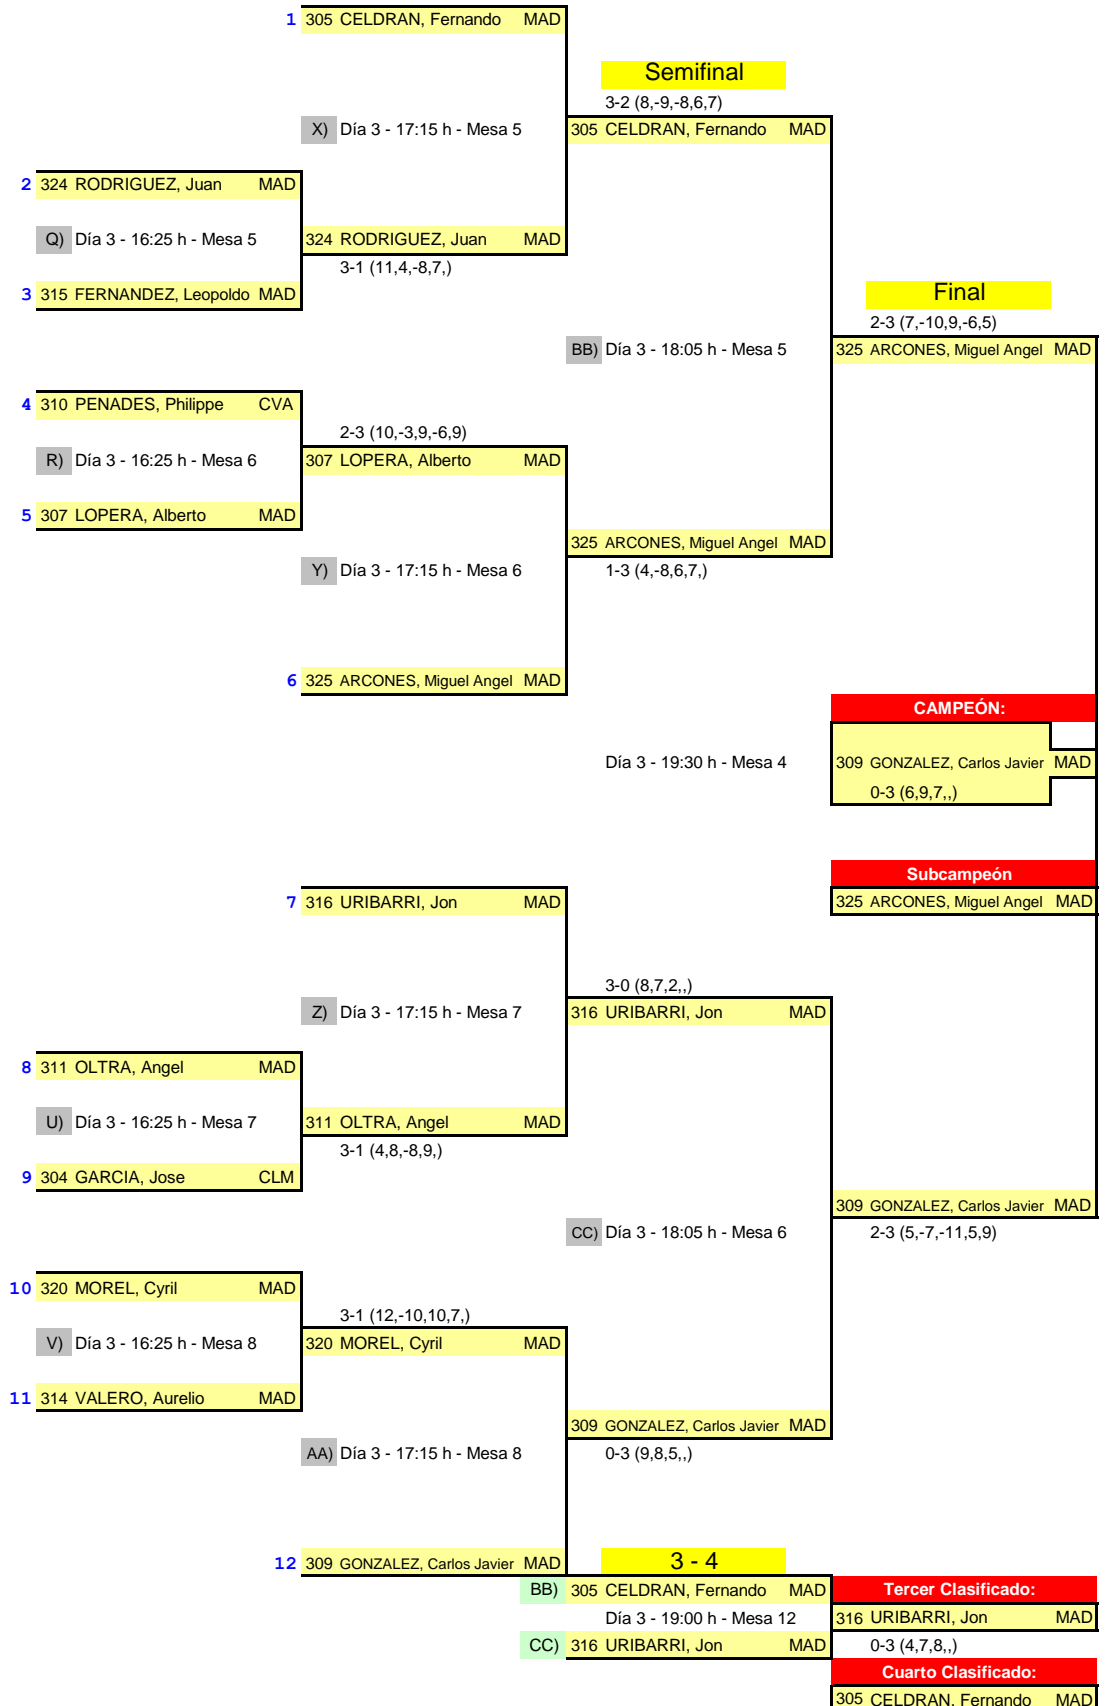 1 305 CELDRAN, Fernando MAD
Semifinal
3-2 (8,-9,-8,6,7)
X) Día 3 - 17:15 h - Mesa 5
305 CELDRAN, Fernando MAD
2 324 RODRIGUEZ, Juan MAD
Q) Día 3 - 16:25 h - Mesa 5
324 RODRIGUEZ, Juan MAD
3-1 (11,4,-8,7,)
3 315 FERNANDEZ, Leopoldo MAD
Final
2-3 (7,-10,9,-6,5)
BB) Día 3 - 18:05 h - Mesa 5
325 ARCONES, Miguel Angel MAD
4 310 PENADES, Philippe CVA
2-3 (10,-3,9,-6,9)
R) Día 3 - 16:25 h - Mesa 6
307 LOPERA, Alberto MAD
5 307 LOPERA, Alberto MAD
325 ARCONES, Miguel Angel MAD
Y) Día 3 - 17:15 h - Mesa 6
1-3 (4,-8,6,7,)
6 325 ARCONES, Miguel Angel MAD
CAMPEÓN:
Día 3 - 19:30 h - Mesa 4
309 GONZALEZ, Carlos Javier MAD
0-3 (6,9,7,,)
Subcampeón
7 316 URIBARRI, Jon MAD
325 ARCONES, Miguel Angel MAD
3-0 (8,7,2,,)
Z) Día 3 - 17:15 h - Mesa 7
316 URIBARRI, Jon MAD
8 311 OLTRA, Angel MAD
U) Día 3 - 16:25 h - Mesa 7
311 OLTRA, Angel MAD
3-1 (4,8,-8,9,)
9 304 GARCIA, Jose CLM
309 GONZALEZ, Carlos Javier MAD
CC) Día 3 - 18:05 h - Mesa 6
2-3 (5,-7,-11,5,9)
10 320 MOREL, Cyril MAD
3-1 (12,-10,10,7,)
V) Día 3 - 16:25 h - Mesa 8
320 MOREL, Cyril MAD
11 314 VALERO, Aurelio MAD
309 GONZALEZ, Carlos Javier MAD
AA) Día 3 - 17:15 h - Mesa 8
0-3 (9,8,5,,)
12 309 GONZALEZ, Carlos Javier MAD
3 - 4
BB) 305 CELDRAN, Fernando MAD
Tercer Clasificado:
Día 3 - 19:00 h - Mesa 12
316 URIBARRI, Jon MAD
CC) 316 URIBARRI, Jon MAD
0-3 (4,7,8,,)
Cuarto Clasificado:
305 CELDRAN, Fernando MAD